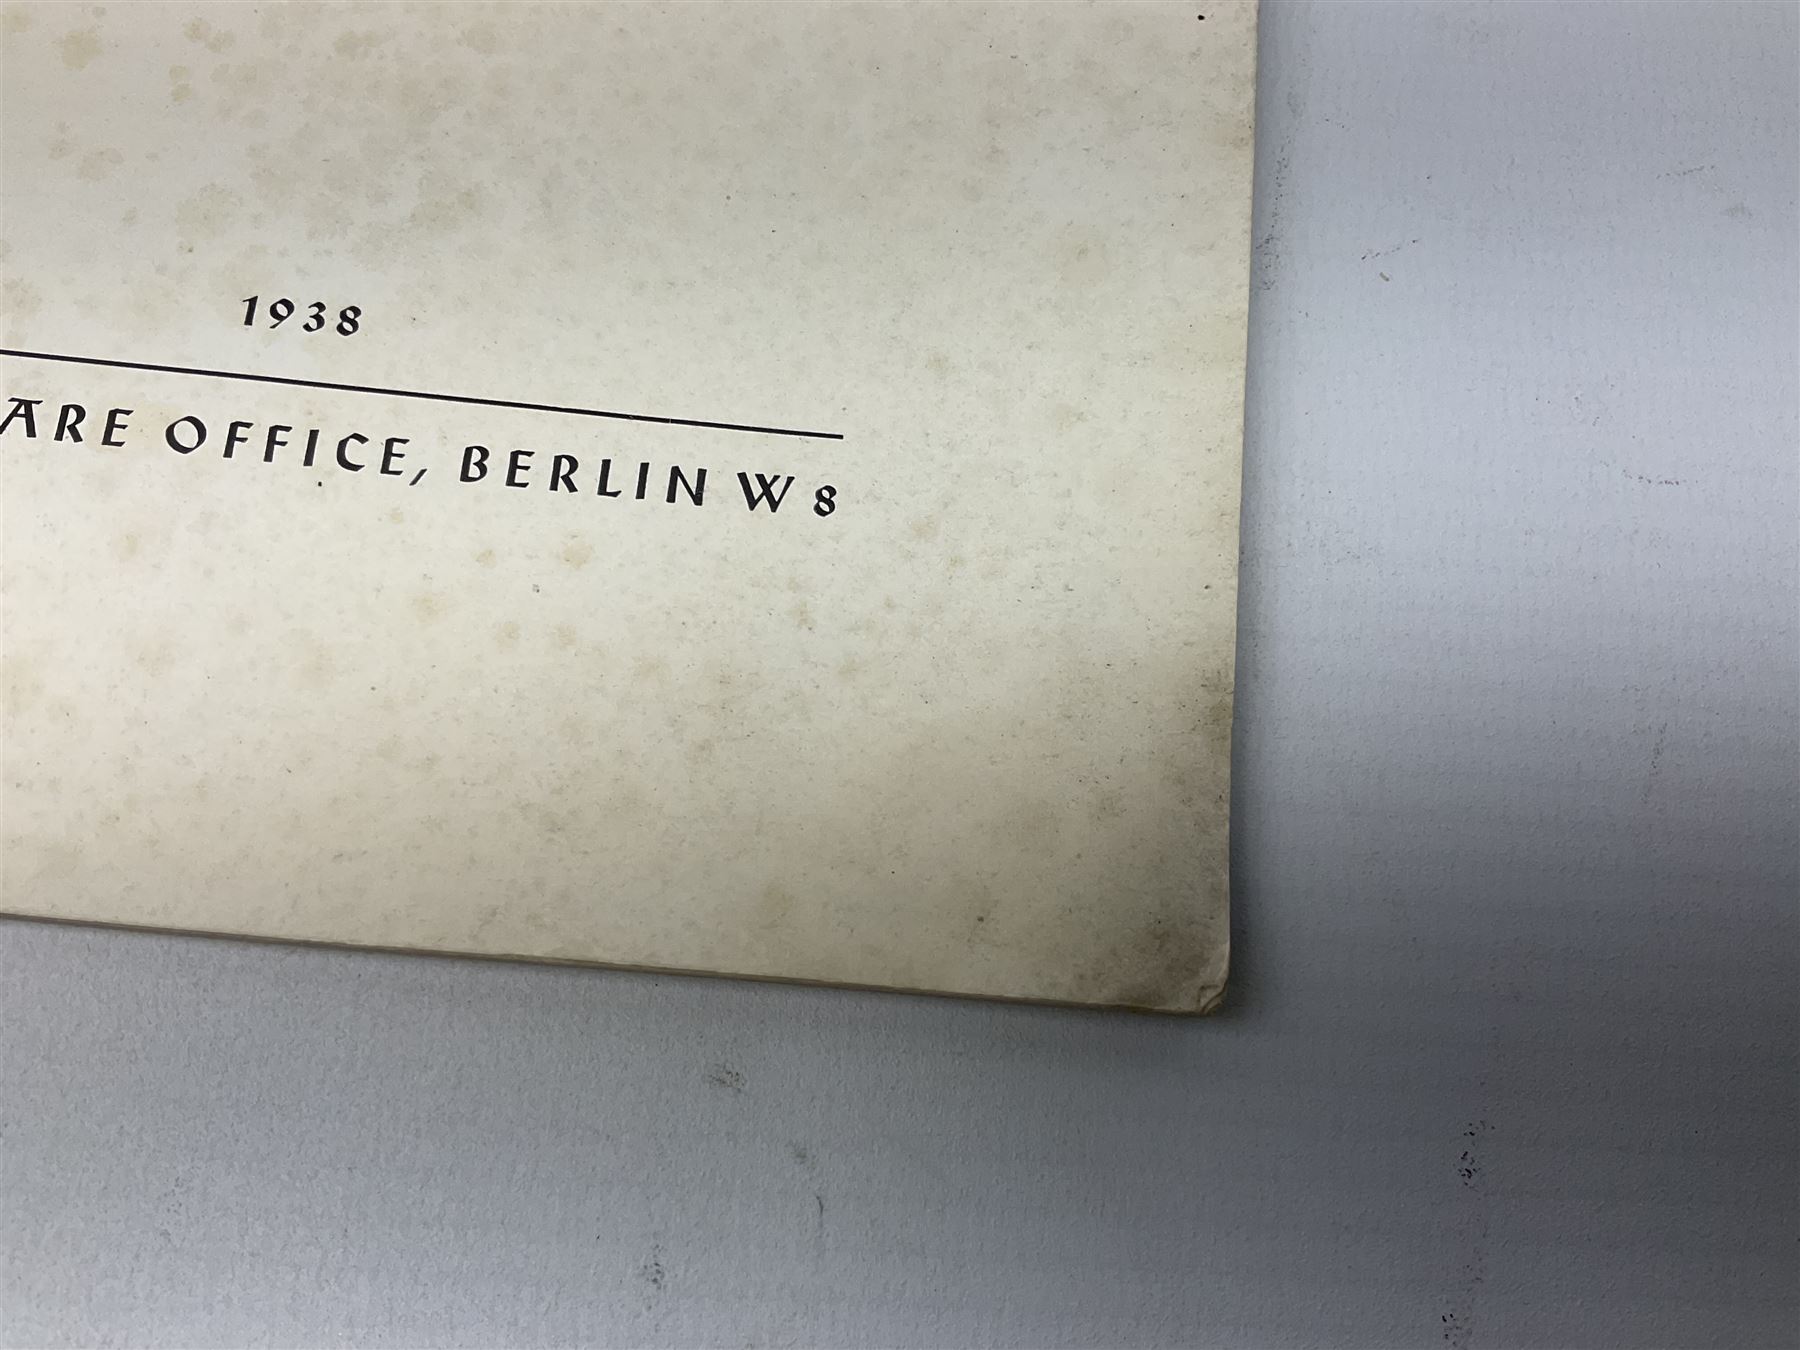 1938
ARE OFFICE, BERLIN W 8